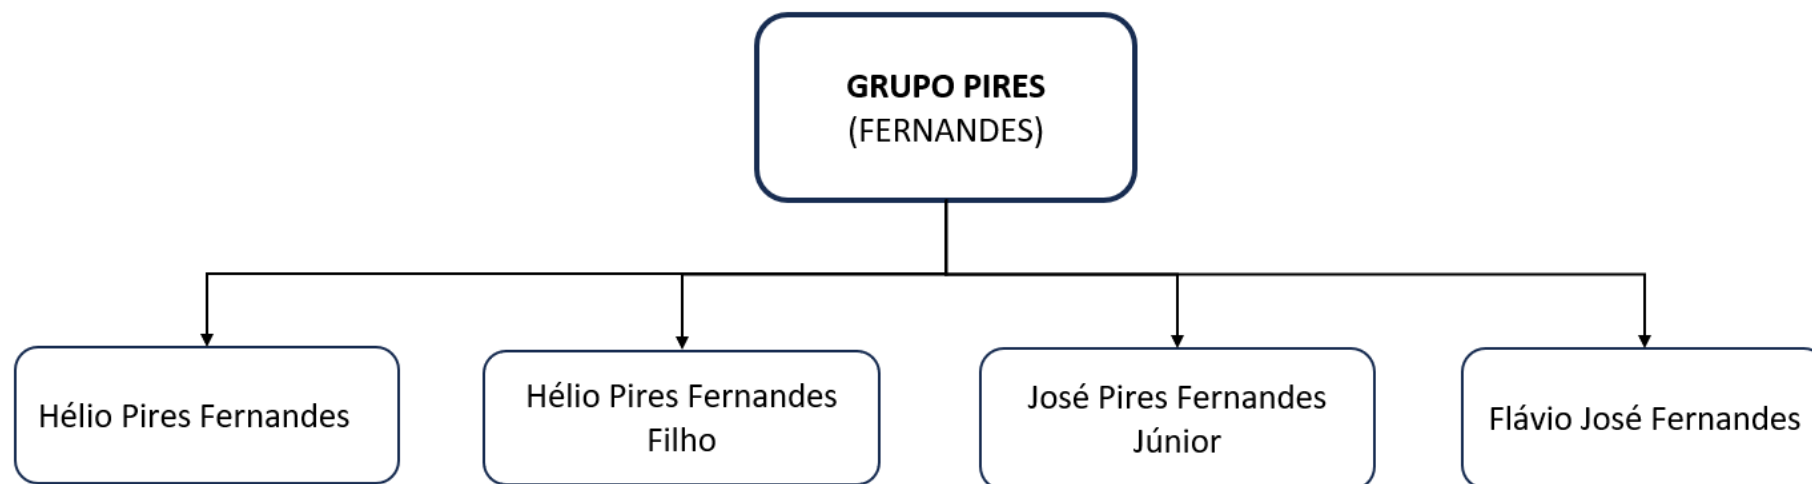 GRUPO PIRES
(FERNANDES)
Hélio Pires Fernandes
Hélio Pires Fernandes
Filho
José Pires Fernandes
Júnior
Flávio José Fernandes